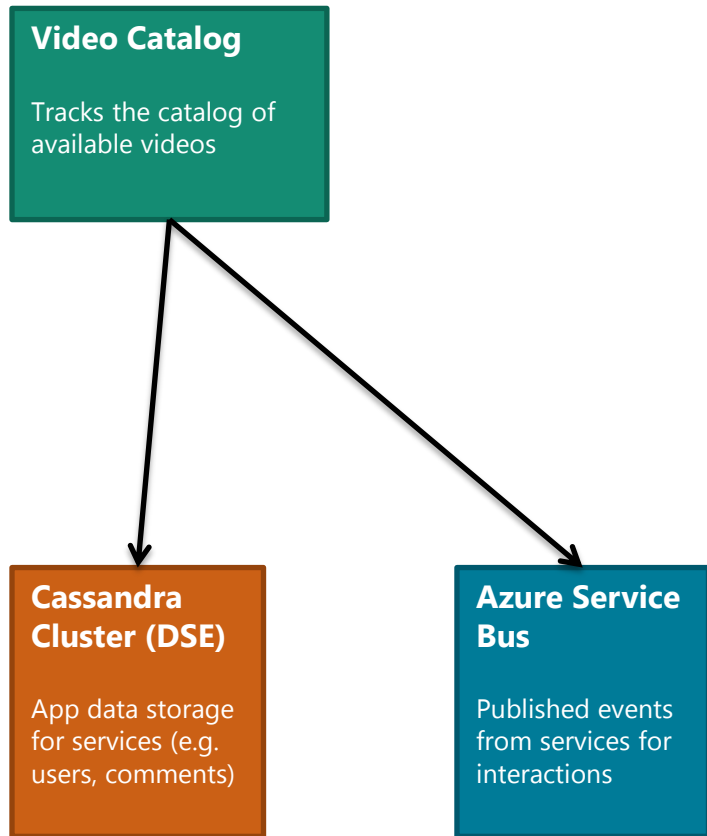 Video Catalog
Tracks the catalog of
available videos
Cassandra
Cluster (DSE)
App data storage
for services (e.g.
users, comments)
Azure Service
Bus
Published events
from services for
interactions